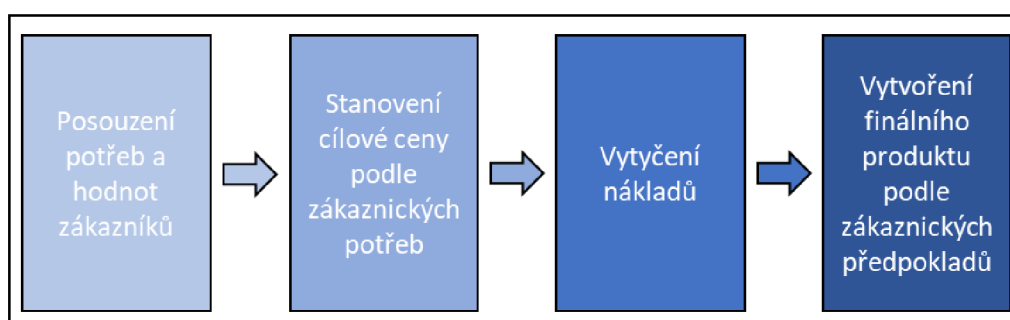 Posouzení
potřeb a
hodnot
zákazníků
Stanovení
cílové ceny
podle
zákaznických
potřeb
Vytyčení
nákladů
Vytvoření
finálního
produktu
podle
zákaznických
předpokladů